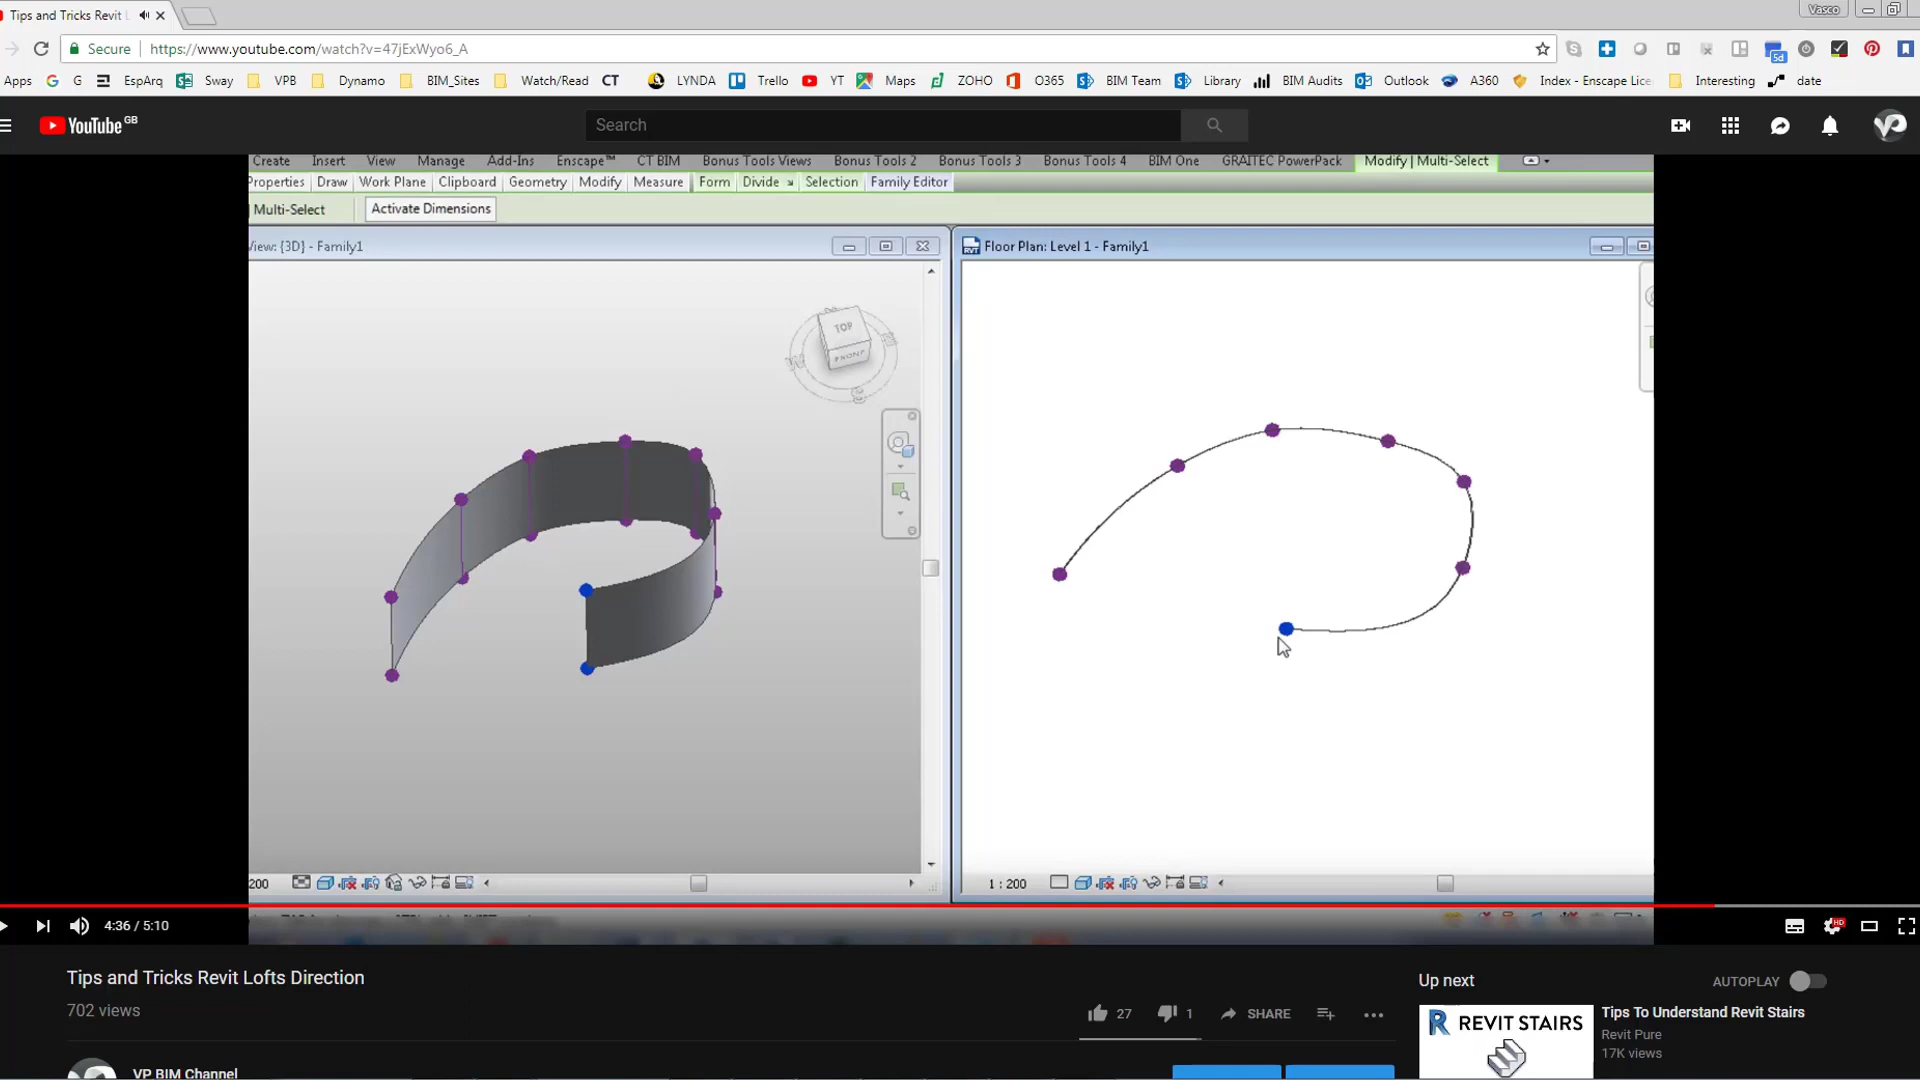 Tips and Tricks Revit L
Vasco
Secure https://www.youtube.com/watch?v=47jExWyo6_A
5d
Apps G EspArq Sway VPB Dynamo BIM_Sites Watch/Read CT LYNDA Trello YT Maps ZOHO O365 BIM Team Library BIM Audits Outlook A360 Index - Enscape Lice Interesting date
YouTube GB
Search
Create Insert View Manage Add-Ins Enscape™ CT BIM Bonus Tools Views Bonus Tools 2 Bonus Tools 3 Bonus Tools 4 BIM One GRAITEC PowerPack Modify | Multi-Select
Properties Draw Work Plane Clipboard Geometry Modify Measure Form Divide Selection Family Editor
Multi-Select Activate Dimensions
View: {3D} - Family1
Floor Plan: Level 1 - Family1
TOP
FRONT
W
E
S
200
1 : 200
4:36 / 5:10
HD
Tips and Tricks Revit Lofts Direction
702 views
27 1 SHARE
VP BIM Channel
Up next AUTOPLAY
REVIT STAIRS
Tips To Understand Revit Stairs
Revit Pure
17K views